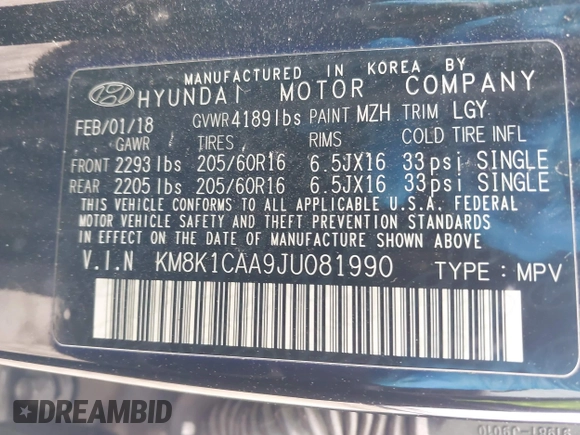 MANUFACTURED IN KOREA BY
HYUNDAI MOTOR COMPANY
FEB/01/18 GVWR 4189lbs PAINT MZH TRIM LGY
GAWR TIRES RIMS COLD TIRE INFL
FRONT 2293 lbs 205/60R16 6.5JX16 33psi SINGLE
REAR 2205 lbs 205/60R16 6.5JX16 33psi SINGLE
THIS VEHICLE CONFORMS TO ALL APPLICABLE U.S.A. FEDERAL
MOTOR VEHICLE SAFETY AND THEFT PREVENTION STANDARDS
IN EFFECT ON THE DATE OF MANUFACTURE SHOWN ABOVE.
V.I.N KM8K1CAA9JU081990 TYPE : MPV
DREAMBID